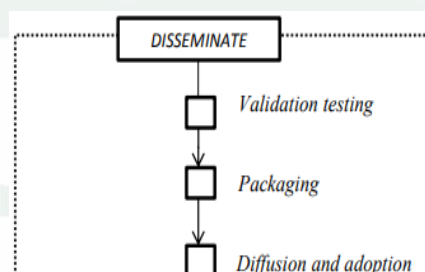 DISSEMINATE
Validation testing
Packaging
Diffusion and adoption